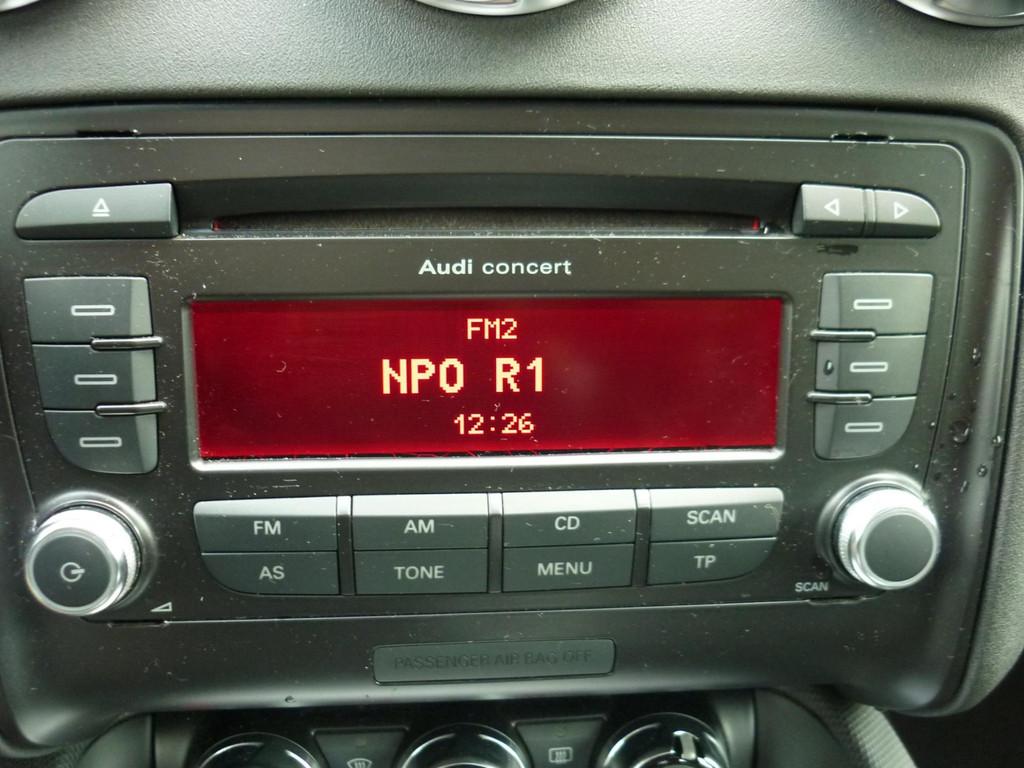 Audi concert
FM2
NPO R1
12:26
FM AM CD SCAN
AS TONE MENU TP
SCAN
PASSENGER AIR BAG OFF